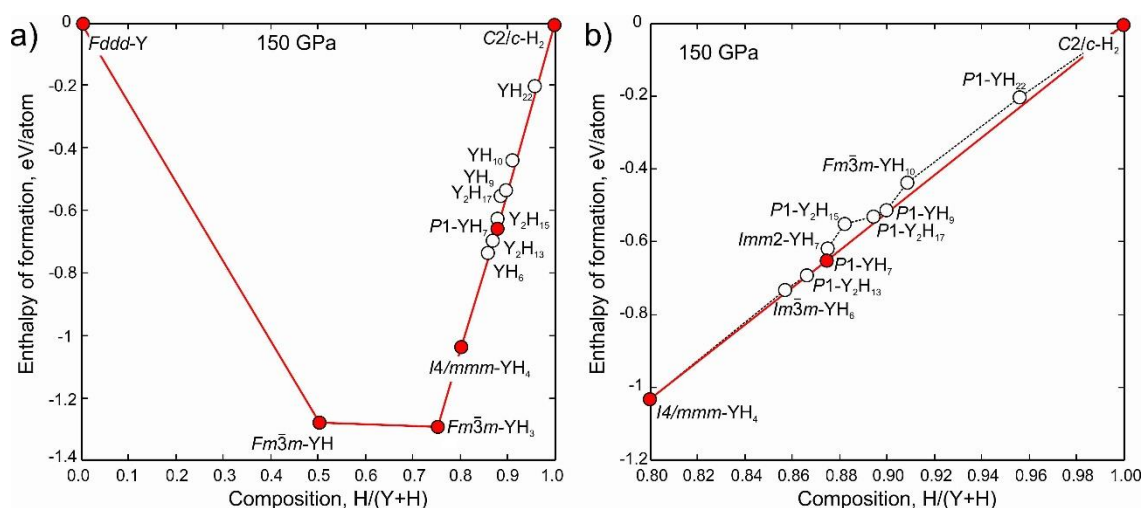 a)
150 GPa
Enthalpy of formation, eV/atom
0
-0.2
-0.4
-0.6
-0.8
-1
-1.2
-1.4
Fddd-Y
C2/c-H₂
YH₂₂
YH₁₀
YH₉
Y₂H₁₇
Y₂H₁₅
P1-YH₇
Y₂H₁₃
YH₆
I4/mmm-YH₄
Fm3̄m-YH
Fm3̄m-YH₃
0.0
0.1
0.2
0.3
0.4
0.5
0.6
0.7
0.8
0.9
1.0
Composition, H/(Y+H)
b)
150 GPa
Enthalpy of formation, eV/atom
0
-0.2
-0.4
-0.6
-0.8
-1
-1.2
C2/c-H₂
P1-YH₂₂
Fm3̄m-YH₁₀
P1-Y₂H₁₅
P1-YH₉
P1-Y₂H₁₇
Imm2-YH₇
P1-YH₇
P1-Y₂H₁₃
Im3̄m-YH₆
I4/mmm-YH₄
0.80
0.82
0.84
0.86
0.88
0.90
0.92
0.94
0.96
0.98
1.00
Composition, H/(Y+H)